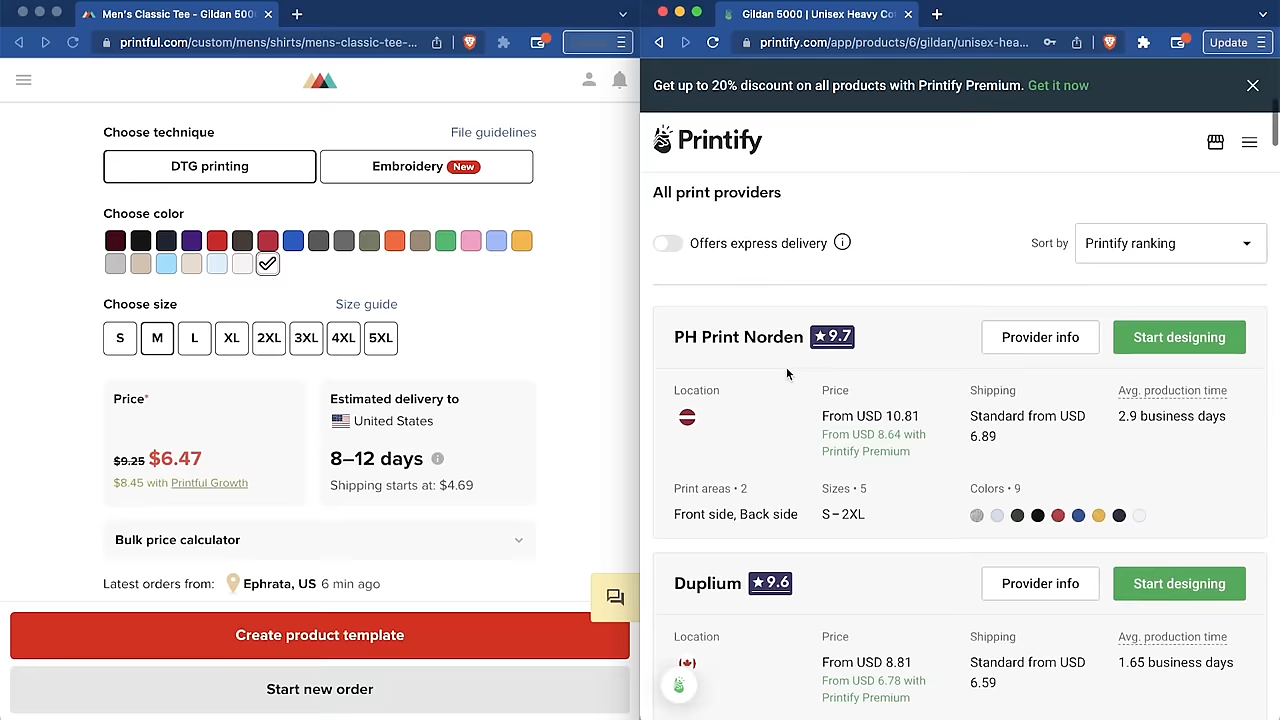 Men's Classic Tee - Gildan 500
printful.com/custom/mens/shirts/mens-classic-tee-...
Choose technique
File guidelines
DTG printing
Embroidery New
Choose color
Choose size
Size guide
S
M
L
XL
2XL
3XL
4XL
5XL
Price*
$9.25 $6.47
$8.45 with Printful Growth
Estimated delivery to
United States
8–12 days
Shipping starts at: $4.69
Bulk price calculator
Latest orders from: Ephrata, US 6 min ago
Create product template
Start new order
Gildan 5000 | Unisex Heavy Co
printify.com/app/products/6/gildan/unisex-hea...
Update
Get up to 20% discount on all products with Printify Premium. Get it now
Printify
All print providers
Offers express delivery
Sort by
Printify ranking
PH Print Norden ★9.7
Provider info
Start designing
Location
Price
Shipping
Avg. production time
From USD 10.81
Standard from USD
2.9 business days
From USD 8.64 with
6.89
Printify Premium
Print areas • 2
Sizes • 5
Colors • 9
Front side, Back side
S–2XL
Duplium ★9.6
Provider info
Start designing
Location
Price
Shipping
Avg. production time
From USD 8.81
Standard from USD
1.65 business days
From USD 6.78 with
6.59
Printify Premium